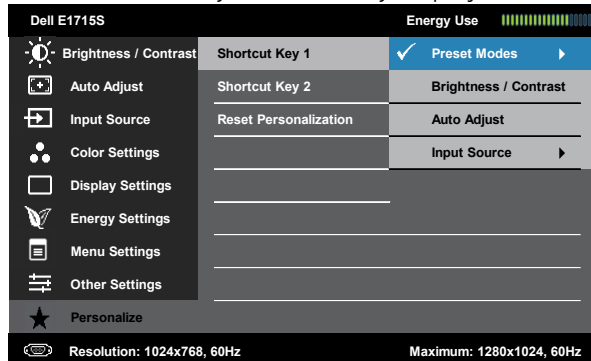 Dell E1715S Energy Use
Brightness / Contrast Shortcut Key 1 Preset Modes
Auto Adjust Shortcut Key 2 Brightness / Contrast
Input Source Reset Personalization Auto Adjust
Color Settings Input Source
Display Settings
Energy Settings
Menu Settings
Other Settings
Personalize
Resolution: 1024x768, 60Hz Maximum: 1280x1024, 60Hz